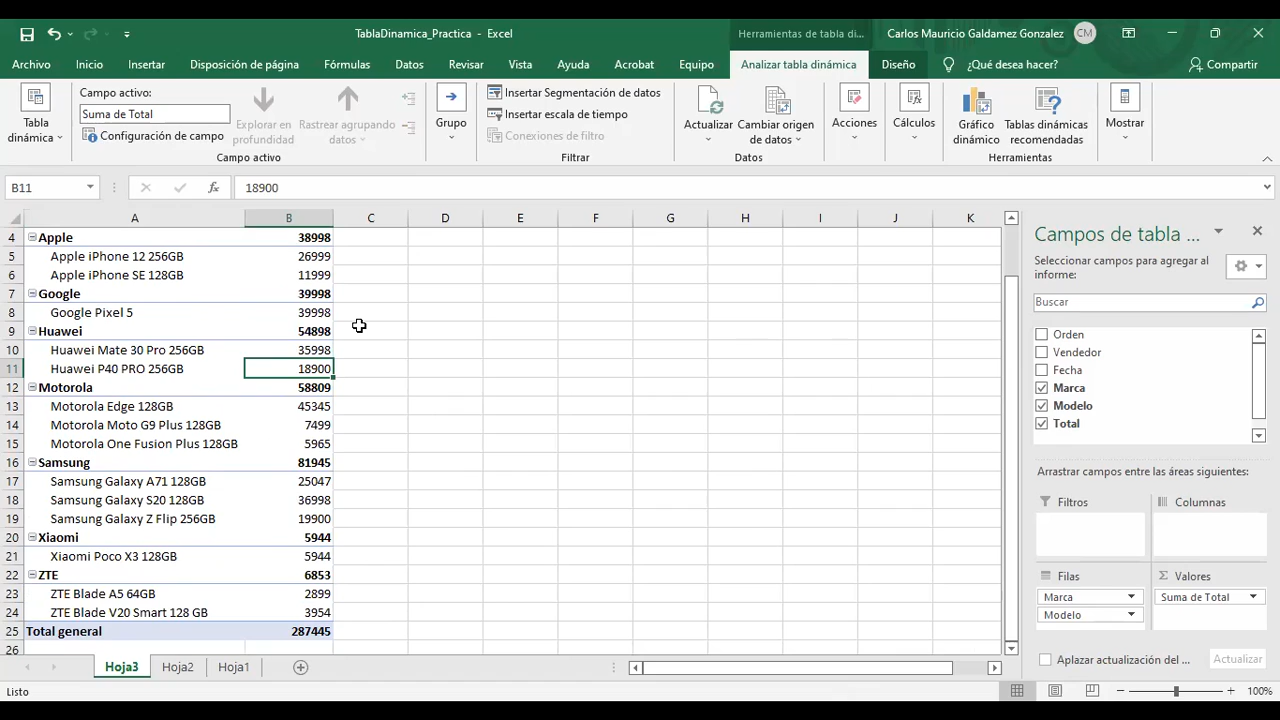 TablaDinamica_Practica - Excel
Herramientas de tabla di...
Carlos Mauricio Galdamez Gonzalez
CM
Archivo
Inicio
Insertar
Disposición de página
Fórmulas
Datos
Revisar
Vista
Ayuda
Acrobat
Equipo
Analizar tabla dinámica
Diseño
¿Qué desea hacer?
Compartir
Tabla
dinámica
Campo activo:
Suma de Total
Configuración de campo
Explorar en
profundidad
Rastrear agrupando
datos
Campo activo
Grupo
Insertar Segmentación de datos
Insertar escala de tiempo
Conexiones de filtro
Filtrar
Actualizar
Cambiar origen
de datos
Datos
Acciones
Cálculos
Gráfico
dinámico
Tablas dinámicas
recomendadas
Herramientas
Mostrar
B11
fx
18900
A B C D E F G H I J K
4 Apple 38998
5 Apple iPhone 12 256GB 26999
6 Apple iPhone SE 128GB 11999
7 Google 39998
8 Google Pixel 5 39998
9 Huawei 54898
10 Huawei Mate 30 Pro 256GB 35998
11 Huawei P40 PRO 256GB 18900
12 Motorola 58809
13 Motorola Edge 128GB 45345
14 Motorola Moto G9 Plus 128GB 7499
15 Motorola One Fusion Plus 128GB 5965
16 Samsung 81945
17 Samsung Galaxy A71 128GB 25047
18 Samsung Galaxy S20 128GB 36998
19 Samsung Galaxy Z Flip 256GB 19900
20 Xiaomi 5944
21 Xiaomi Poco X3 128GB 5944
22 ZTE 6853
23 ZTE Blade A5 64GB 2899
24 ZTE Blade V20 Smart 128 GB 3954
25 Total general 287445
26
Campos de tabla ...
Seleccionar campos para agregar al
informe:
Buscar
Orden
Vendedor
Fecha
Marca
Modelo
Total
Arrastrar campos entre las áreas siguientes:
Filtros
Columnas
Filas
Σ Valores
Marca
Suma de Total
Modelo
Aplazar actualización del ...
Actualizar
Hoja3
Hoja2
Hoja1
Listo
100%